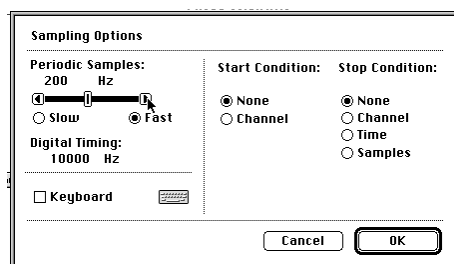 Sampling Options
Periodic Samples:
200 Hz
Slow Fast
Digital Timing:
10000 Hz
Keyboard
Start Condition:
None
Channel
Stop Condition:
None
Channel
Time
Samples
Cancel OK